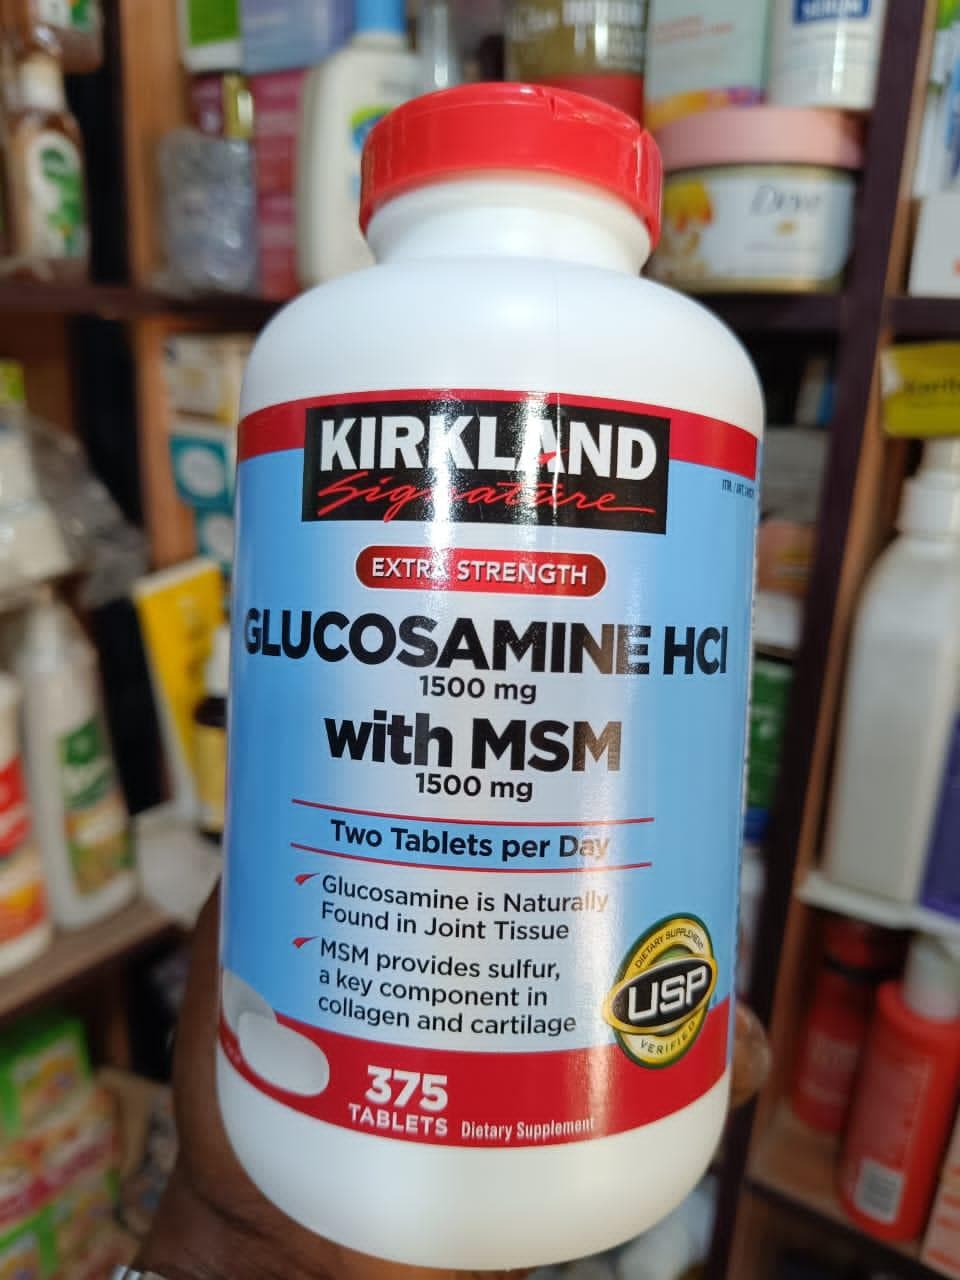 SERUM
Dove
KIRKLAND
Signature
EXTRA STRENGTH
GLUCOSAMINE HCl
1500 mg
with MSM
1500 mg
Two Tablets per Day
Glucosamine is Naturally
Found in Joint Tissue
MSM provides sulfur,
a key component in
collagen and cartilage
DIETARY SUPPLEMENT
USP
VERIFIED
375
TABLETS
Dietary Supplement